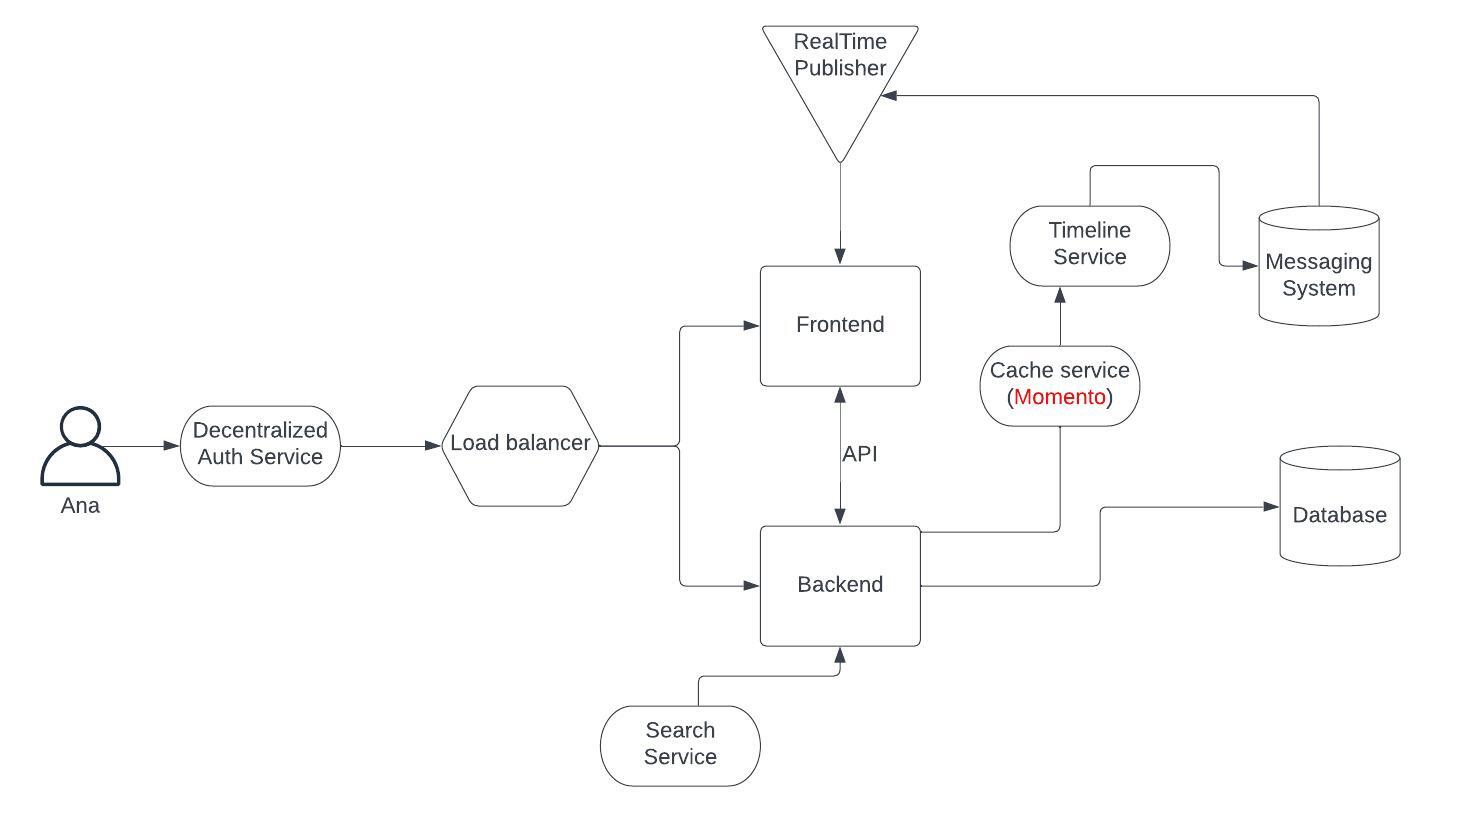 RealTime
Publisher
Timeline
Service
Messaging
System
Frontend
Cache service
(Momento)
Decentralized
Auth Service
Load balancer
API
Ana
Database
Backend
Search
Service